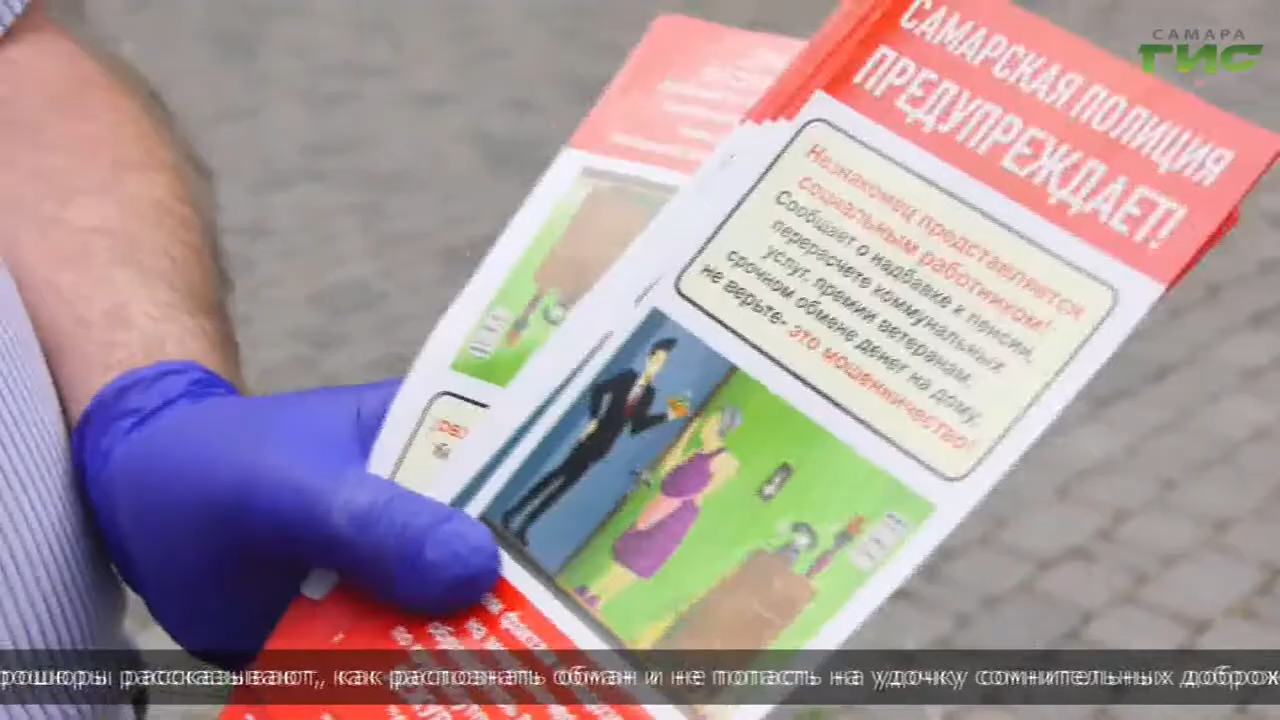 САМАРА
ГИС
САМАРСКАЯ ПОЛИЦИЯ
ПРЕДУПРЕЖДАЕТ!
Незнакомец представляется
социальным работником!
Сообщает о надбавке к пенсии,
перерасчете коммунальных
услуг, премии ветеранам,
срочном обмене денег на дому,
не верьте- это мошенничество!
рошюры рассказывают, как распознать обман и не попасть на удочку сомнительных доброж